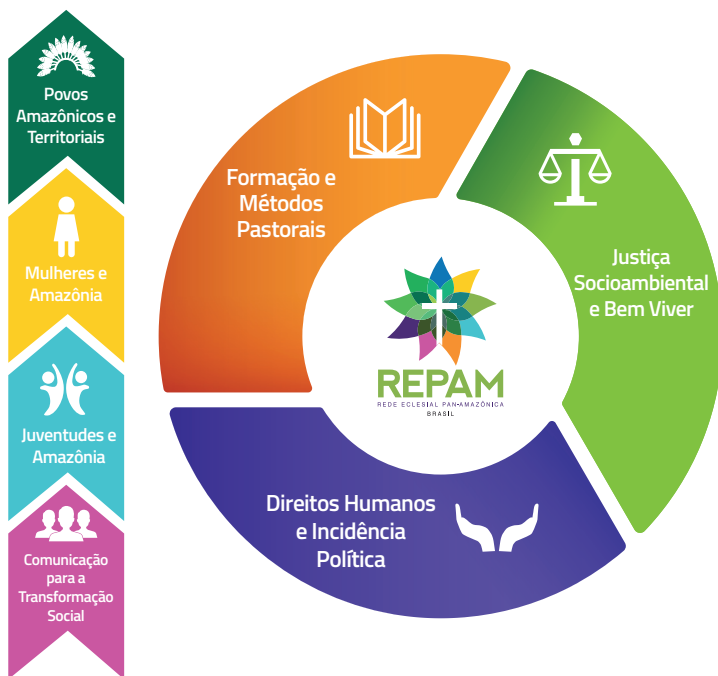 Povos
Amazônicos e
Territoriais
Mulheres e
Amazônia
Juventudes e
Amazônia
Comunicação
para a
Transformação
Social
Formação e
Métodos
Pastorais
Justiça
Socioambiental
e Bem Viver
Direitos Humanos
e Incidência
Política
REPAM
REDE ECLESIAL PAN-AMAZÔNICA
BRASIL